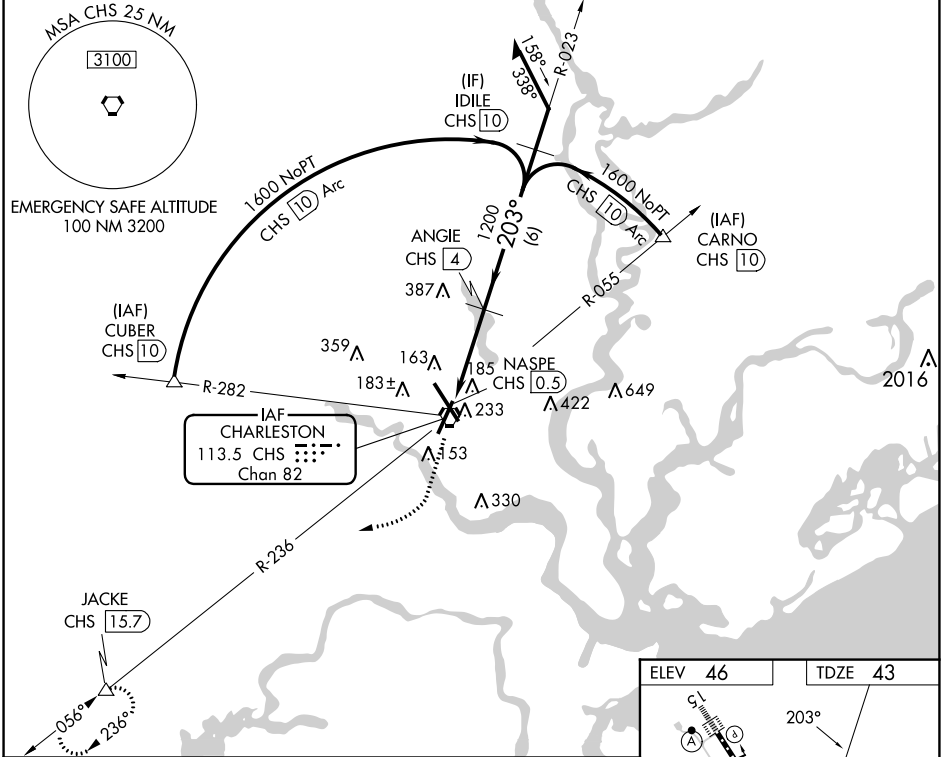 MSA CHS 25 NM
3100
EMERGENCY SAFE ALTITUDE
100 NM 3200
158°
338°
R-023
(IF)
IDILE
CHS 10
1600 NoPT
CHS 10 Arc
1600 NoPT
CHS 10 Arc
(IAF)
CARNO
CHS 10
1200
203°
(6)
ANGIE
CHS 4
387
R-055
(IAF)
CUBER
CHS 10
359
163
NASPE
CHS 0.5
185
183±
649
2016
R-282
233
422
IAF
CHARLESTON
113.5 CHS
Chan 82
153
330
R-236
JACKE
CHS 15.7
056°
236°
ELEV 46
TDZE 43
15
203°
A
P